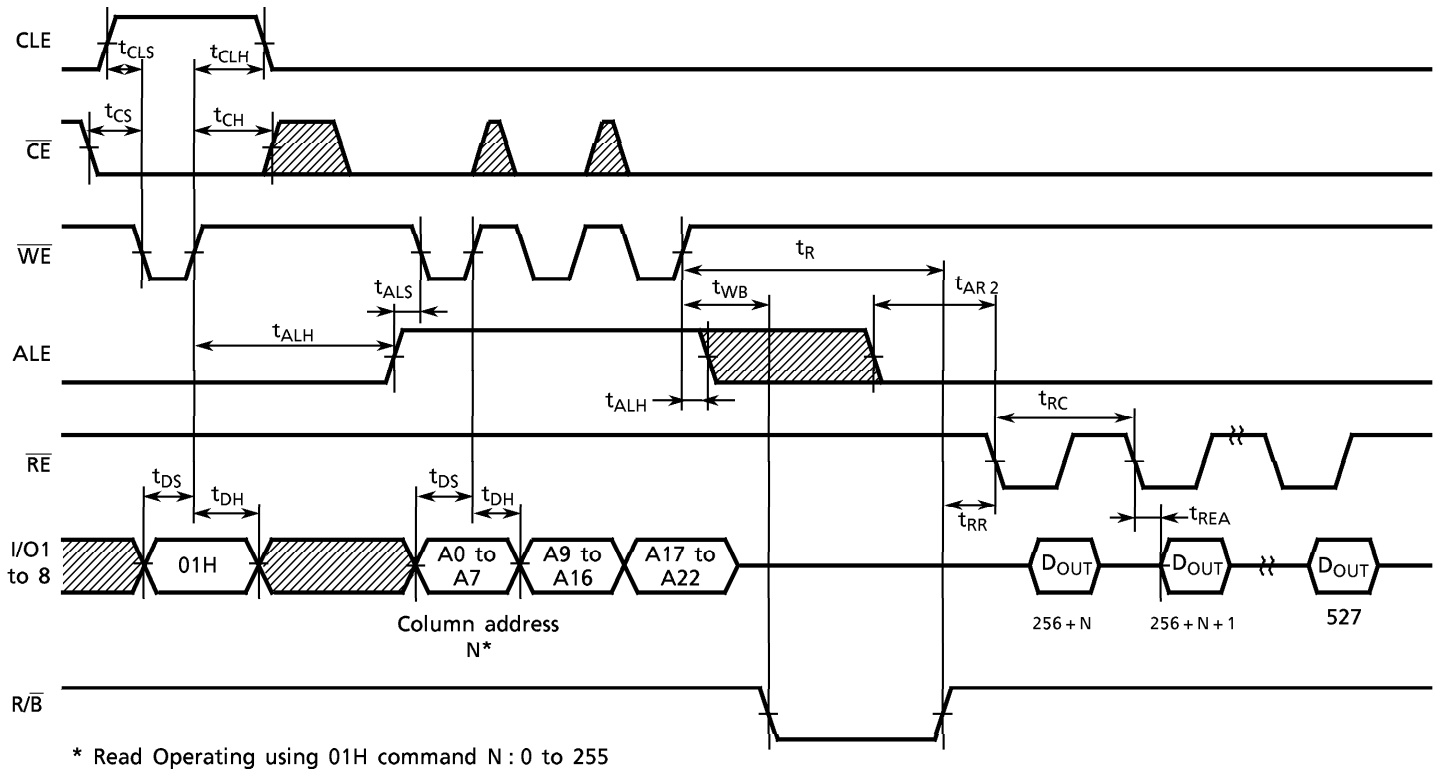 CLE
tCLS
tCLH
CE
tCS
tCH
WE
tR
tALS
tWB
tAR2
ALE
tALH
tALH
tRC
RE
tDS
tDH
tDS
tDH
tRR
tREA
I/O1
to 8
01H
A0 to
A7
A9 to
A16
A17 to
A22
DOUT
DOUT
DOUT
Column address
N*
256 + N
256 + N + 1
527
R/B
* Read Operating using 01H command N : 0 to 255